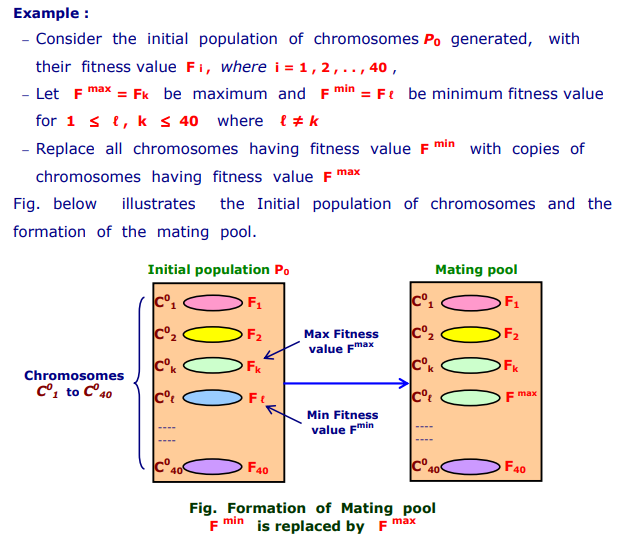 Example :
– Consider the initial population of chromosomes P₀ generated, with
their fitness value F i , where i = 1 , 2 , . . , 40 ,
– Let F ᵐᵃˣ = Fk be maximum and F ᵐⁱⁿ = F ℓ be minimum fitness value
for 1 ≤ ℓ , k ≤ 40 where ℓ ≠ k
– Replace all chromosomes having fitness value F ᵐⁱⁿ with copies of
chromosomes having fitness value F ᵐᵃˣ
Fig. below illustrates the Initial population of chromosomes and the
formation of the mating pool.
Initial population P₀
Mating pool
Chromosomes
C⁰₁ to C⁰₄₀
C⁰₁ F₁
C⁰₂ F₂
C⁰ₖ Fₖ
C⁰ℓ F ℓ
----
----
C⁰₄₀ F₄₀
Max Fitness
value Fᵐᵃˣ
Min Fitness
value Fᵐⁱⁿ
C⁰₁ F₁
C⁰₂ F₂
C⁰ₖ Fₖ
C⁰ℓ F ᵐᵃˣ
----
----
C⁰₄₀ F₄₀
Fig. Formation of Mating pool
F ᵐⁱⁿ is replaced by F ᵐᵃˣ